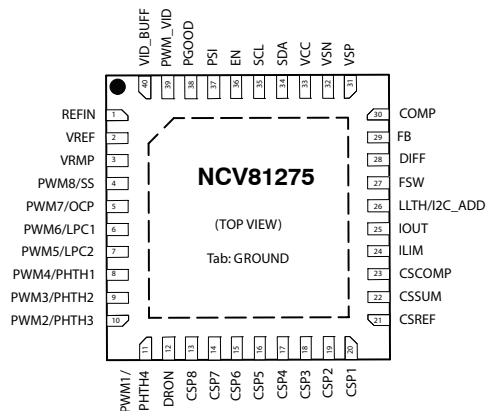 VID_BUFF
PWM_VID
PGOOD
PSI
EN
SCL
SDA
VCC
VSN
VSP
40
39
38
37
36
35
34
33
32
31
REFIN 1
VREF 2
VRMP 3
PWM8/SS 4
PWM7/OCP 5
PWM6/LPC1 6
PWM5/LPC2 7
PWM4/PHTH1 8
PWM3/PHTH2 9
PWM2/PHTH3 10
NCV81275
(TOP VIEW)
Tab: GROUND
30 COMP
29 FB
28 DIFF
27 FSW
26 LLTH/I2C_ADD
25 IOUT
24 ILIM
23 CSCOMP
22 CSSUM
21 CSREF
11
12
13
14
15
16
17
18
19
20
PWM1/
PHTH4
DRON
CSP8
CSP7
CSP6
CSP5
CSP4
CSP3
CSP2
CSP1